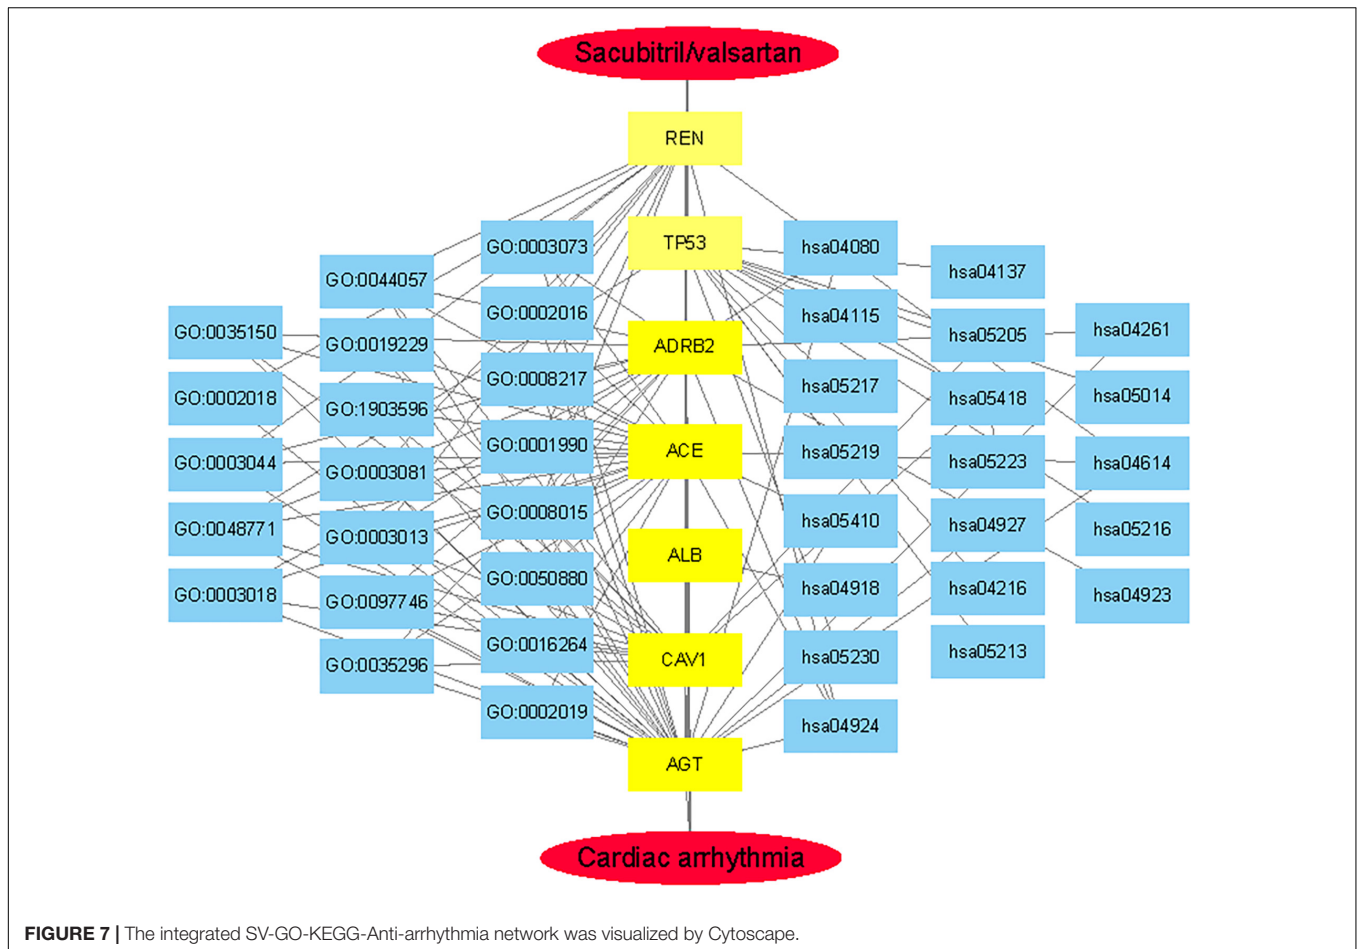 Sacubitril/valsartan
REN
TP53
ADRB2
ACE
ALB
CAV1
AGT
Cardiac arrhythmia
GO:0035150
GO:0002018
GO:0003044
GO:0048771
GO:0003018
GO:0044057
GO:0019229
GO:1903596
GO:0003081
GO:0003013
GO:0097746
GO:0035296
GO:0003073
GO:0002016
GO:0008217
GO:0001990
GO:0008015
GO:0050880
GO:0016264
GO:0002019
hsa04080
hsa04115
hsa05217
hsa05219
hsa05410
hsa04918
hsa05230
hsa04924
hsa04137
hsa05205
hsa05418
hsa05223
hsa04927
hsa04216
hsa05213
hsa04261
hsa05014
hsa04614
hsa05216
hsa04923
FIGURE 7 | The integrated SV-GO-KEGG-Anti-arrhythmia network was visualized by Cytoscape.